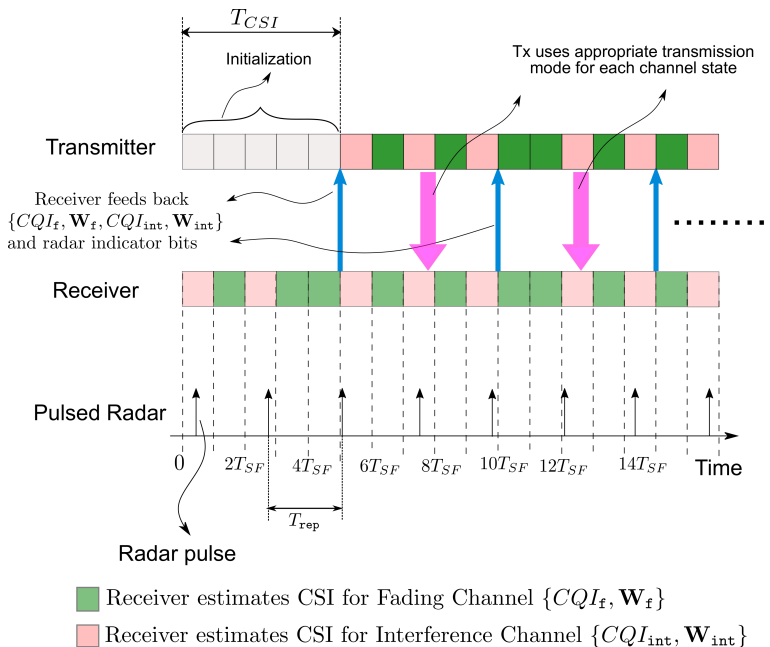 T_{CSI}
Initialization
Tx uses appropriate transmission
mode for each channel state
Transmitter
Receiver feeds back
{CQI_f, W_f, CQI_int, W_int}
and radar indicator bits
Receiver
Pulsed Radar
0 2T_{SF} 4T_{SF} 6T_{SF} 8T_{SF} 10T_{SF} 12T_{SF} 14T_{SF} Time
T_rep
Radar pulse
Receiver estimates CSI for Fading Channel {CQI_f, W_f}
Receiver estimates CSI for Interference Channel {CQI_int, W_int}